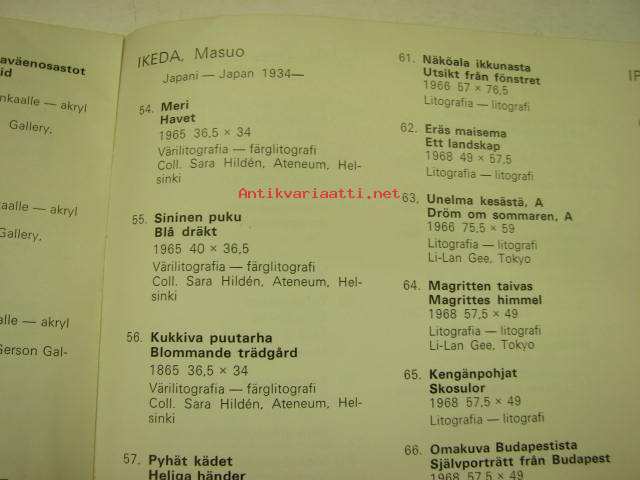 aväenosastot
id
nkaalle — akryl
Gallery,
aalle — akryl
Gallery,
alle — akryl
Gerson Gal-
IKEDA, Masuo
Japani — Japan 1934—
54. Meri
Havet
1965 36,5 × 34
Värilitografia — färglitografi
Coll. Sara Hildén, Ateneum, Hel-
sinki
55. Sininen puku
Blå dräkt
1965 40 × 36,5
Värilitografia — färglitografi
Coll. Sara Hildén, Ateneum, Hel-
sinki
56. Kukkiva puutarha
Blommande trädgård
1865 36,5 × 34
Värilitografia — färglitografi
Coll. Sara Hildén, Ateneum, Hel-
sinki
57. Pyhät kädet
Heliga händer
61. Näköala ikkunasta
Utsikt från fönstret
1966 57 × 76,5
Litografia — litografi
62. Eräs maisema
Ett landskap
1968 49 × 57,5
Litografia — litografi
63. Unelma kesästä, A
Dröm om sommaren, A
1966 75,5 × 59
Litografia — litografi
Li-Lan Gee, Tokyo
64. Magritten taivas
Magrittes himmel
1968 57,5 × 49
Litografia — litografi
Li-Lan Gee, Tokyo
65. Kengänpohjat
Skosulor
1968 57,5 × 49
Litografia — litografi
66. Omakuva Budapestista
Självporträtt från Budapest
1968 57,5 × 49
IP
Antikvariaatti.net